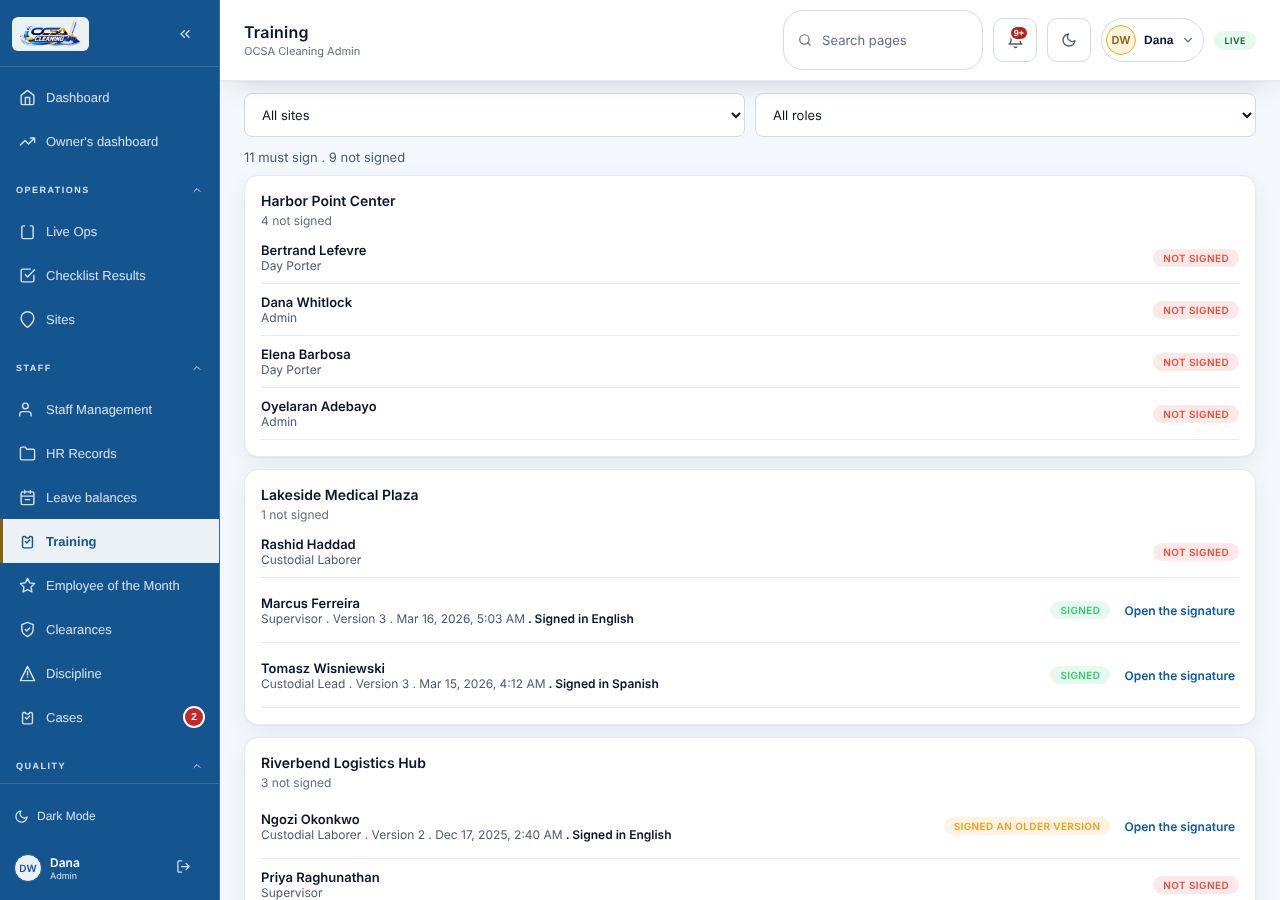 OCSA
CLEANING
Training
OCSA Cleaning Admin
Search pages
9+
DW
Dana
LIVE
Dashboard
Owner's dashboard
OPERATIONS
Live Ops
Checklist Results
Sites
STAFF
Staff Management
HR Records
Leave balances
Training
Employee of the Month
Clearances
Discipline
Cases
2
QUALITY
Dark Mode
DW
Dana
Admin
All sites
All roles
11 must sign . 9 not signed
Harbor Point Center
4 not signed
Bertrand Lefevre
Day Porter
NOT SIGNED
Dana Whitlock
Admin
NOT SIGNED
Elena Barbosa
Day Porter
NOT SIGNED
Oyelaran Adebayo
Admin
NOT SIGNED
Lakeside Medical Plaza
1 not signed
Rashid Haddad
Custodial Laborer
NOT SIGNED
Marcus Ferreira
Supervisor . Version 3 . Mar 16, 2026, 5:03 AM . Signed in English
SIGNED
Open the signature
Tomasz Wisniewski
Custodial Lead . Version 3 . Mar 15, 2026, 4:12 AM . Signed in Spanish
SIGNED
Open the signature
Riverbend Logistics Hub
3 not signed
Ngozi Okonkwo
Custodial Laborer . Version 2 . Dec 17, 2025, 2:40 AM . Signed in English
SIGNED AN OLDER VERSION
Open the signature
Priya Raghunathan
Supervisor
NOT SIGNED